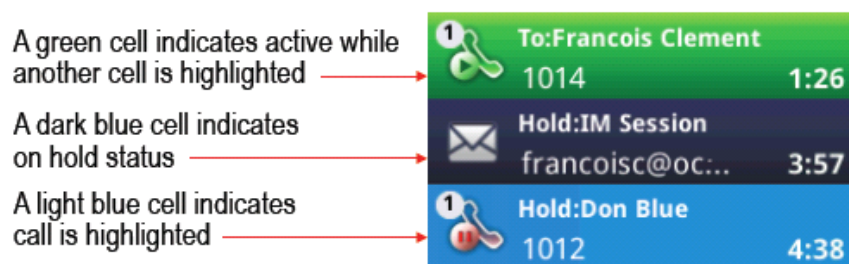 A green cell indicates active while
another cell is highlighted
A dark blue cell indicates
on hold status
A light blue cell indicates
call is highlighted
1
To:Francois Clement
1014 1:26
Hold:IM Session
francoisc@oc:.. 3:57
1
Hold:Don Blue
1012 4:38